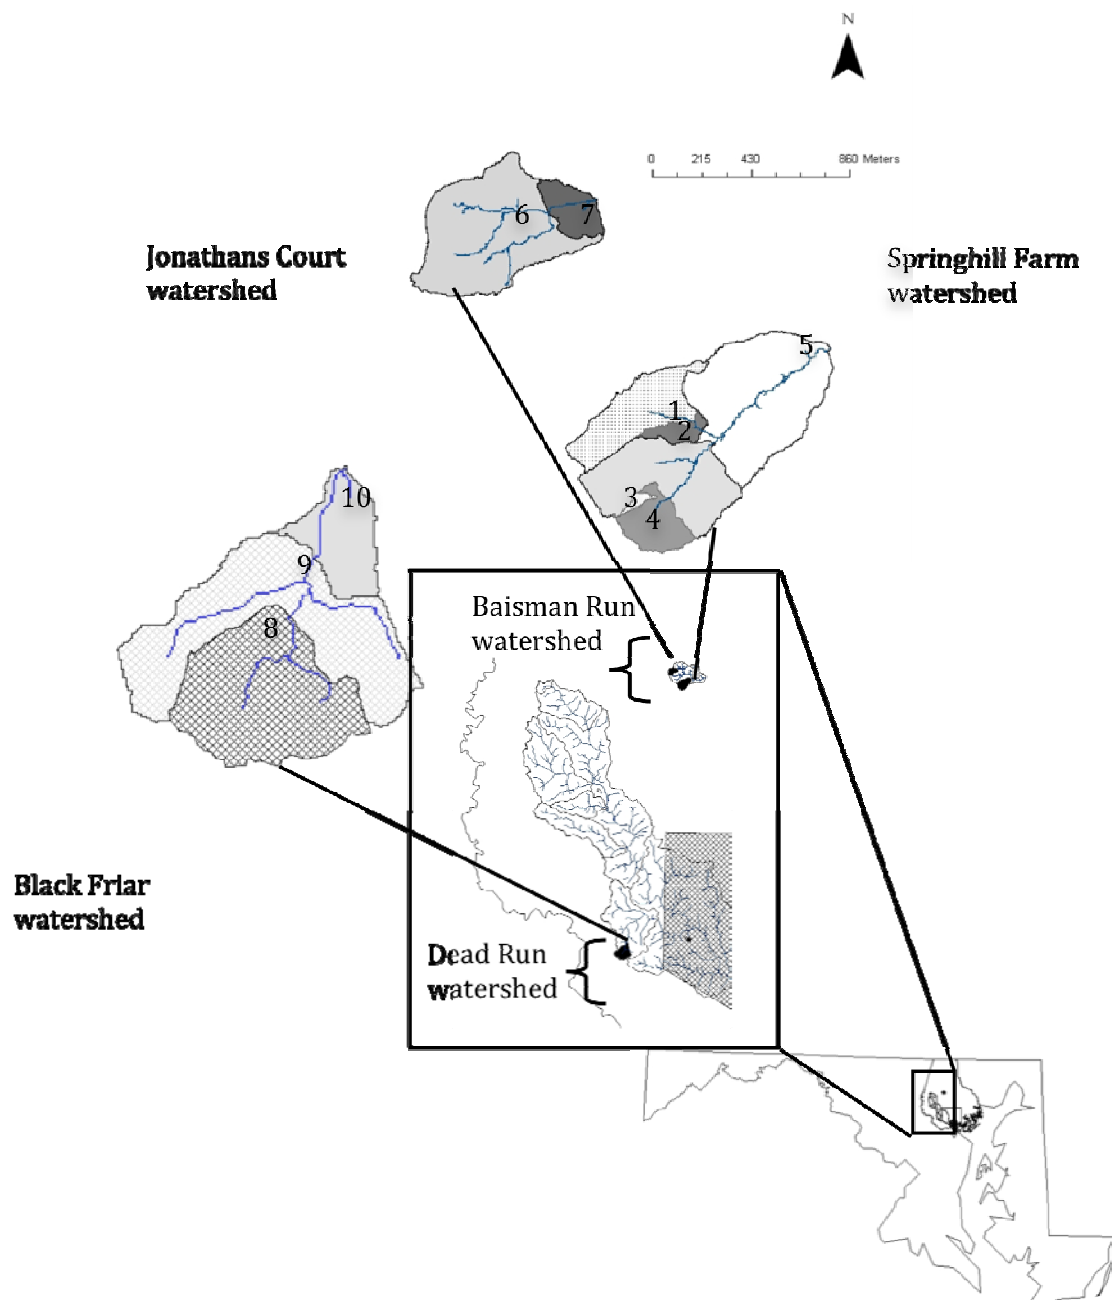 N
0 215 430 860 Meters
6
7
Jonathans Court
watershed
Springhill Farm
watershed
5
1
2
3
4
10
9
8
Baisman Run
watershed
Black Friar
watershed
Dead Run
watershed